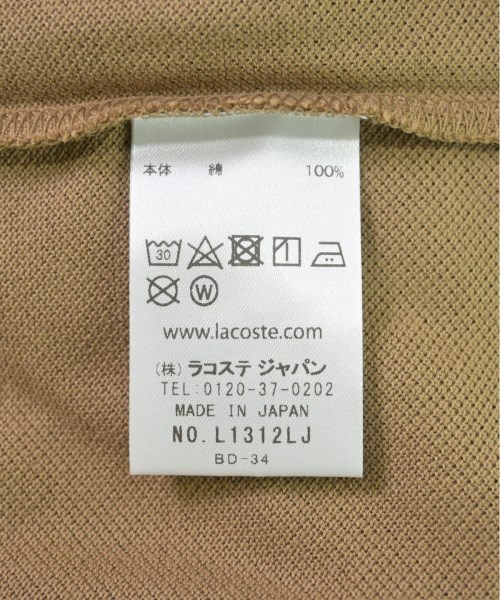 本体 綿 100%
30
W
www.lacoste.com
(株) ラコステ ジャパン
TEL:0120-37-0202
MADE IN JAPAN
NO. L1312LJ
BD-34